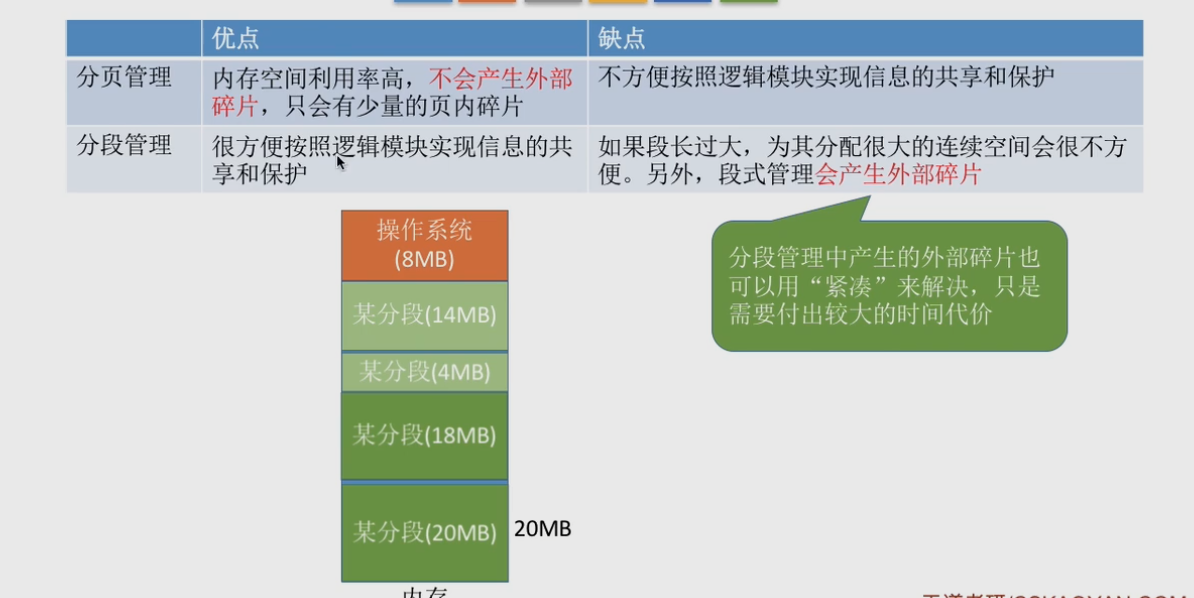 优点
缺点
分页管理
内存空间利用率高，不会产生外部
碎片，只会有少量的页内碎片
不方便按照逻辑模块实现信息的共享和保护
分段管理
很方便按照逻辑模块实现信息的共
享和保护
如果段长过大，为其分配很大的连续空间会很不方
便。另外，段式管理会产生外部碎片
操作系统
(8MB)
某分段(14MB)
某分段(4MB)
某分段(18MB)
某分段(20MB)
20MB
内存
分段管理中产生的外部碎片也
可以用“紧凑”来解决，只是
需要付出较大的时间代价